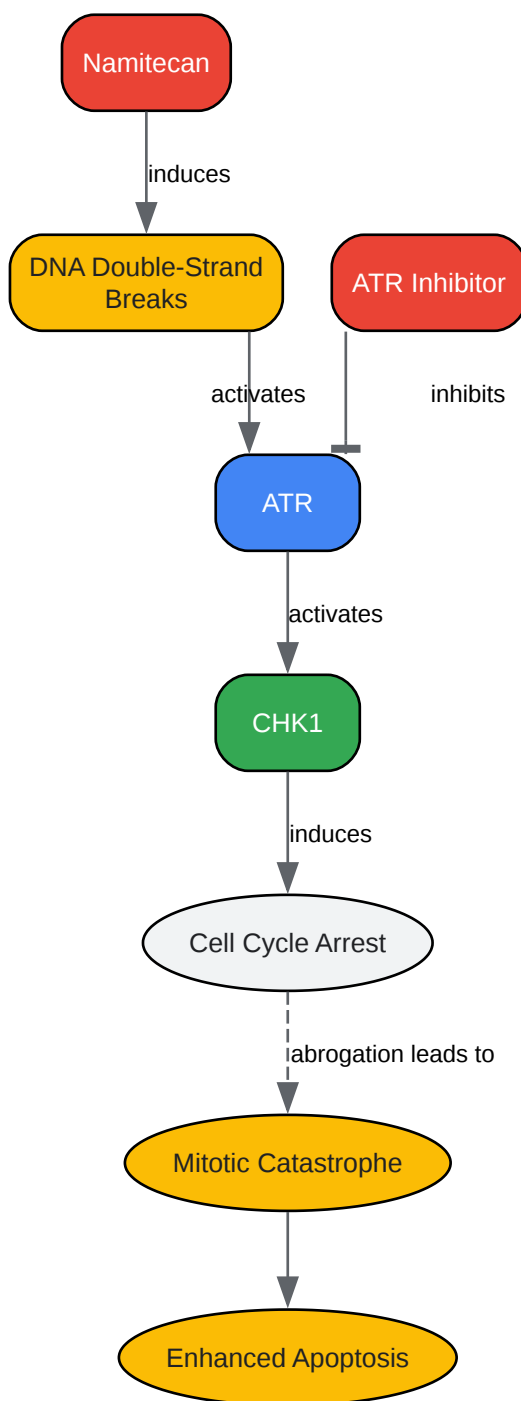 Namitecan
induces
DNA Double-Strand
Breaks
ATR Inhibitor
activates
inhibits
ATR
activates
CHK1
induces
Cell Cycle Arrest
abrogation leads to
Mitotic Catastrophe
Enhanced Apoptosis